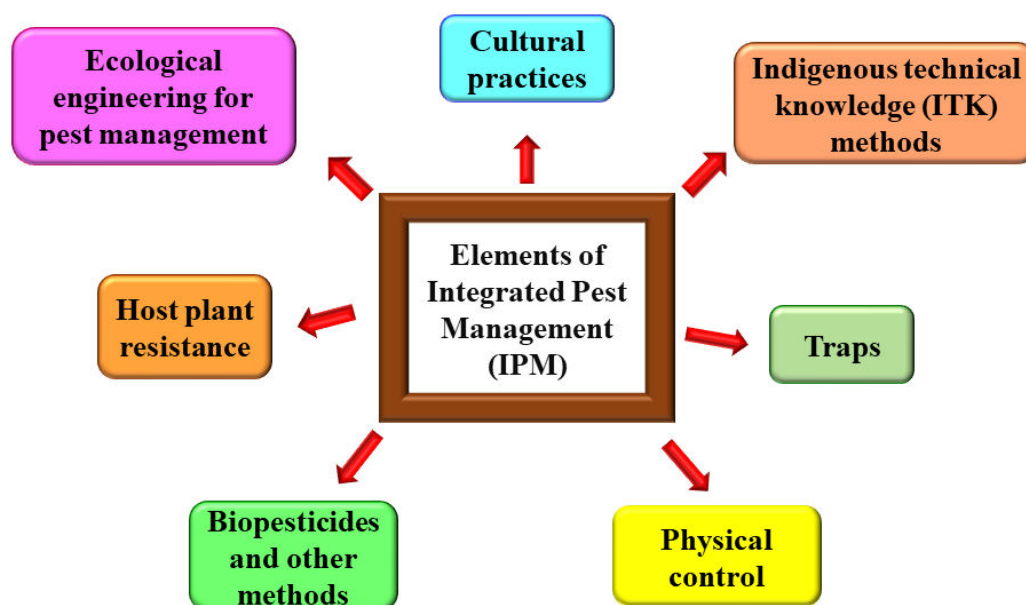 Ecological
engineering for
pest management
Cultural
practices
Indigenous technical
knowledge (ITK)
methods
Elements of
Integrated Pest
Management
(IPM)
Host plant
resistance
Traps
Biopesticides
and other
methods
Physical
control